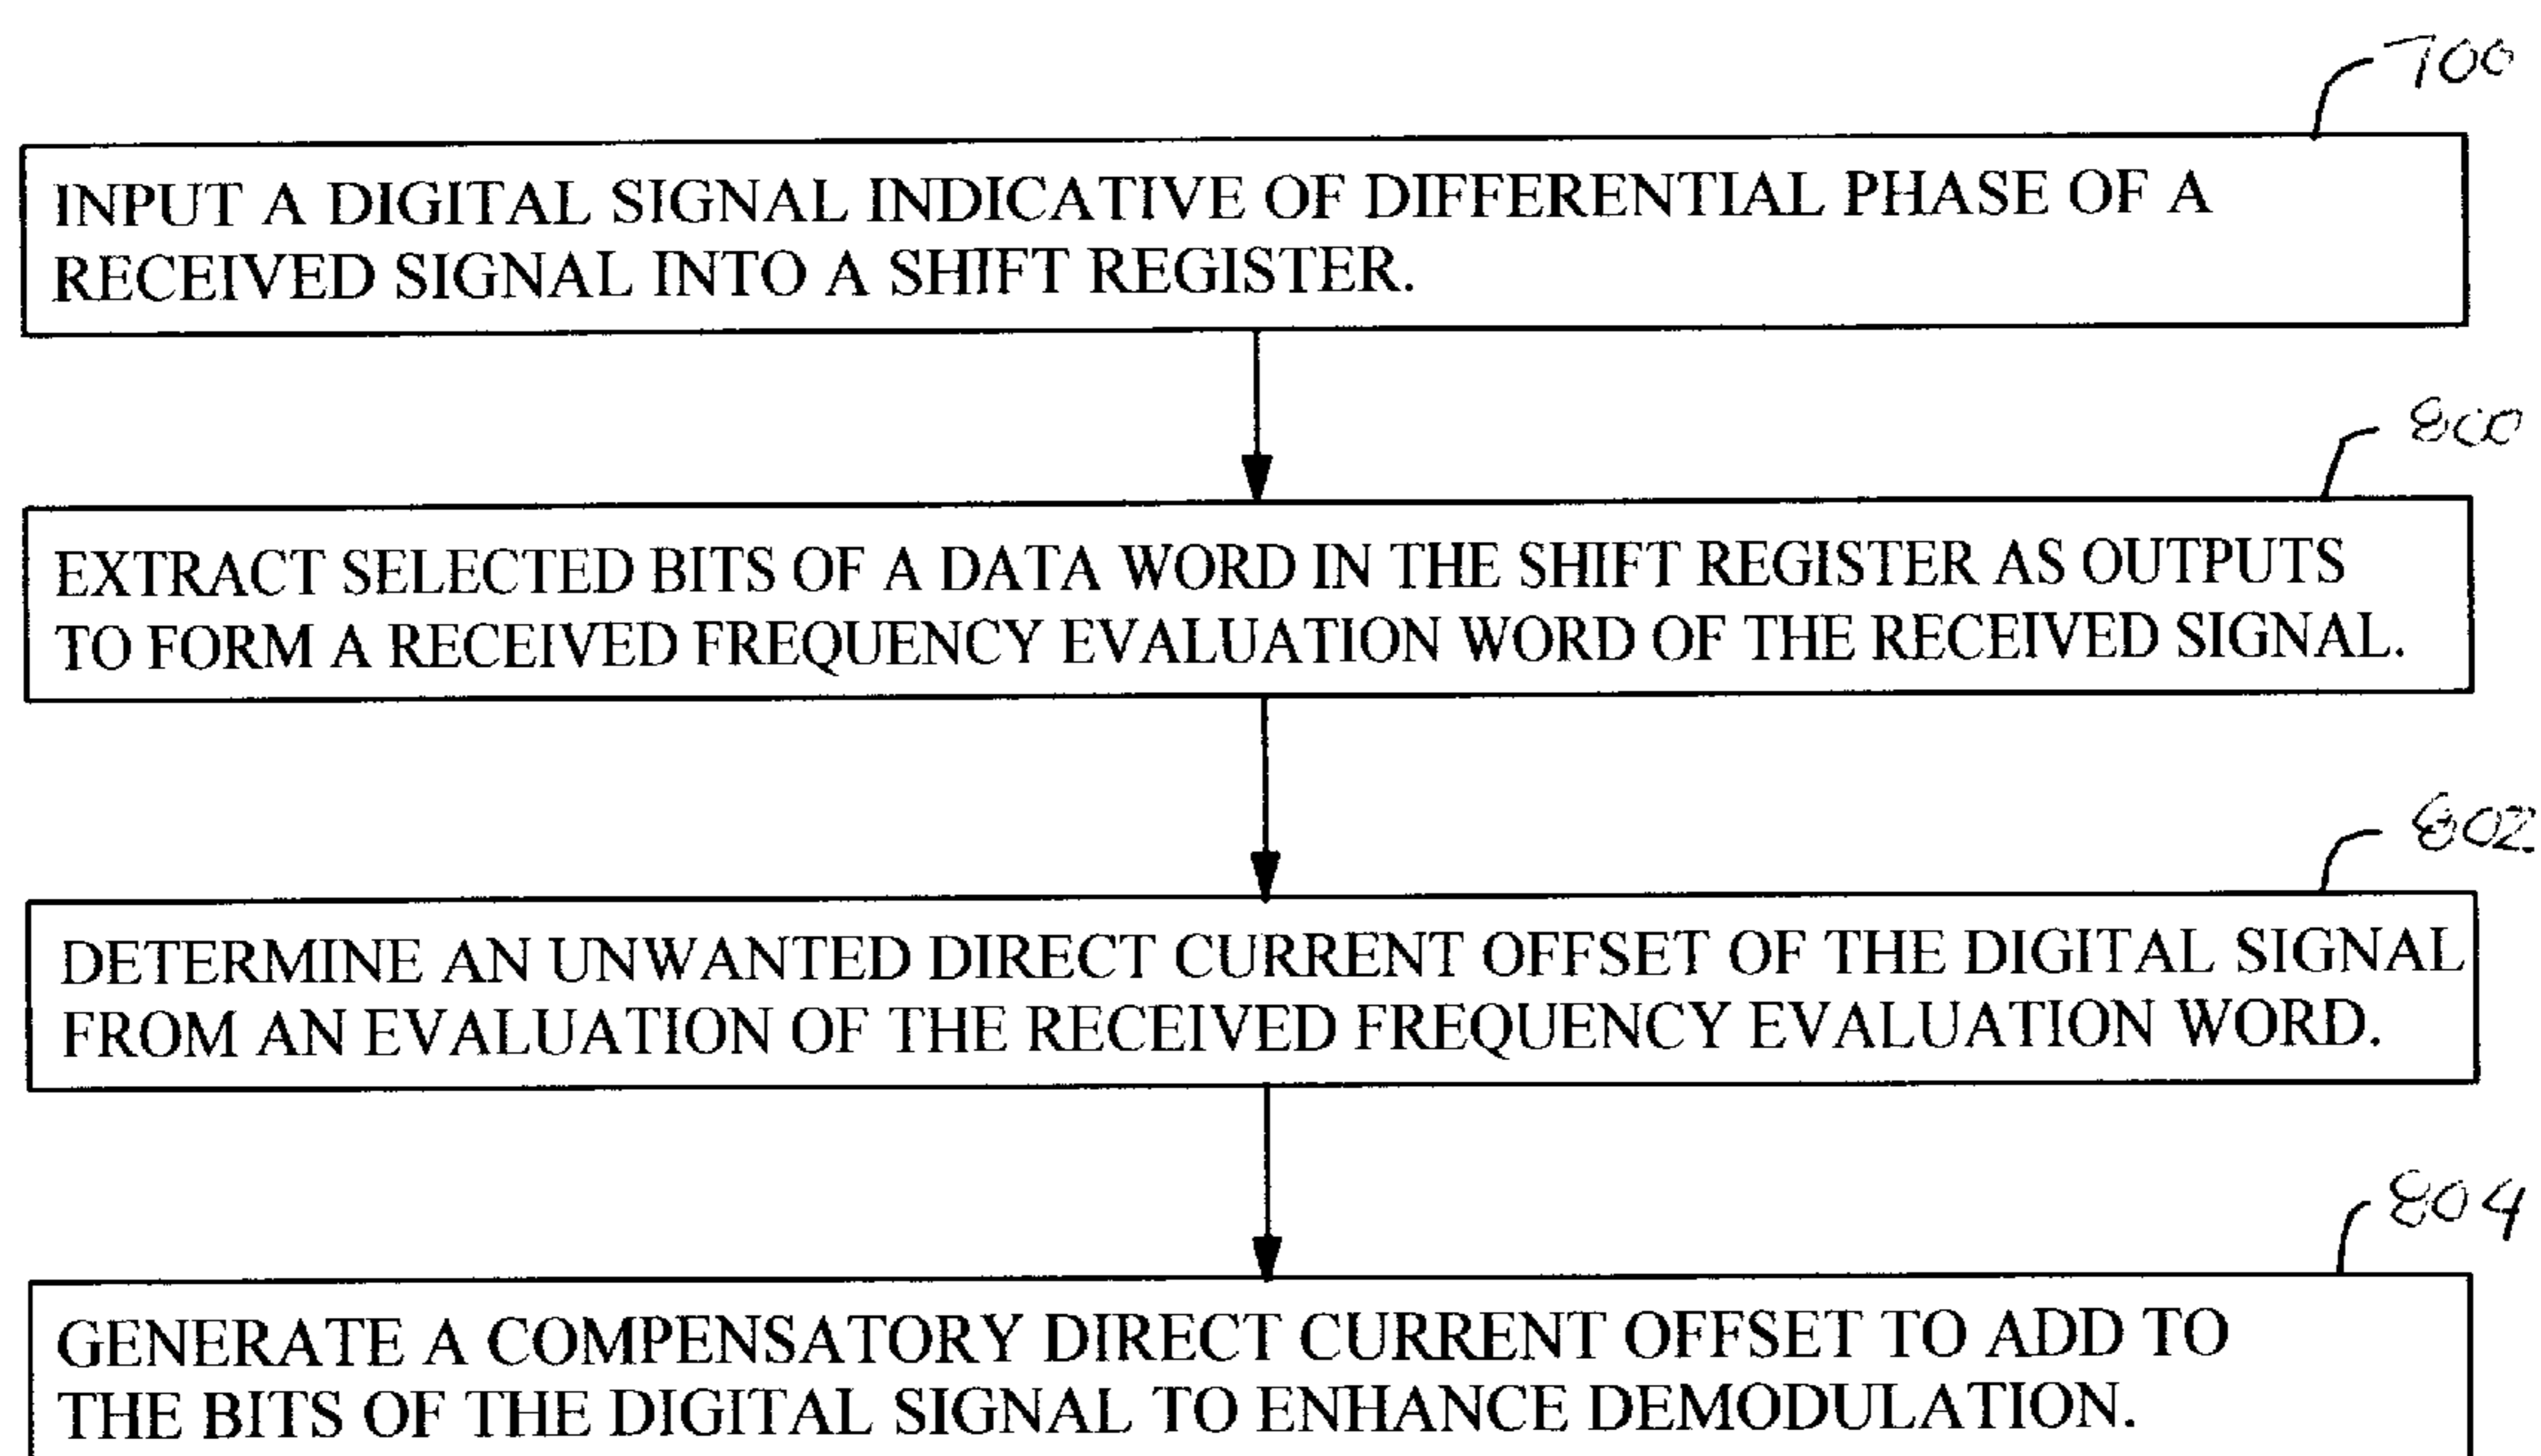 700
INPUT A DIGITAL SIGNAL INDICATIVE OF DIFFERENTIAL PHASE OF A
RECEIVED SIGNAL INTO A SHIFT REGISTER.
800
EXTRACT SELECTED BITS OF A DATA WORD IN THE SHIFT REGISTER AS OUTPUTS
TO FORM A RECEIVED FREQUENCY EVALUATION WORD OF THE RECEIVED SIGNAL.
802
DETERMINE AN UNWANTED DIRECT CURRENT OFFSET OF THE DIGITAL SIGNAL
FROM AN EVALUATION OF THE RECEIVED FREQUENCY EVALUATION WORD.
804
GENERATE A COMPENSATORY DIRECT CURRENT OFFSET TO ADD TO
THE BITS OF THE DIGITAL SIGNAL TO ENHANCE DEMODULATION.